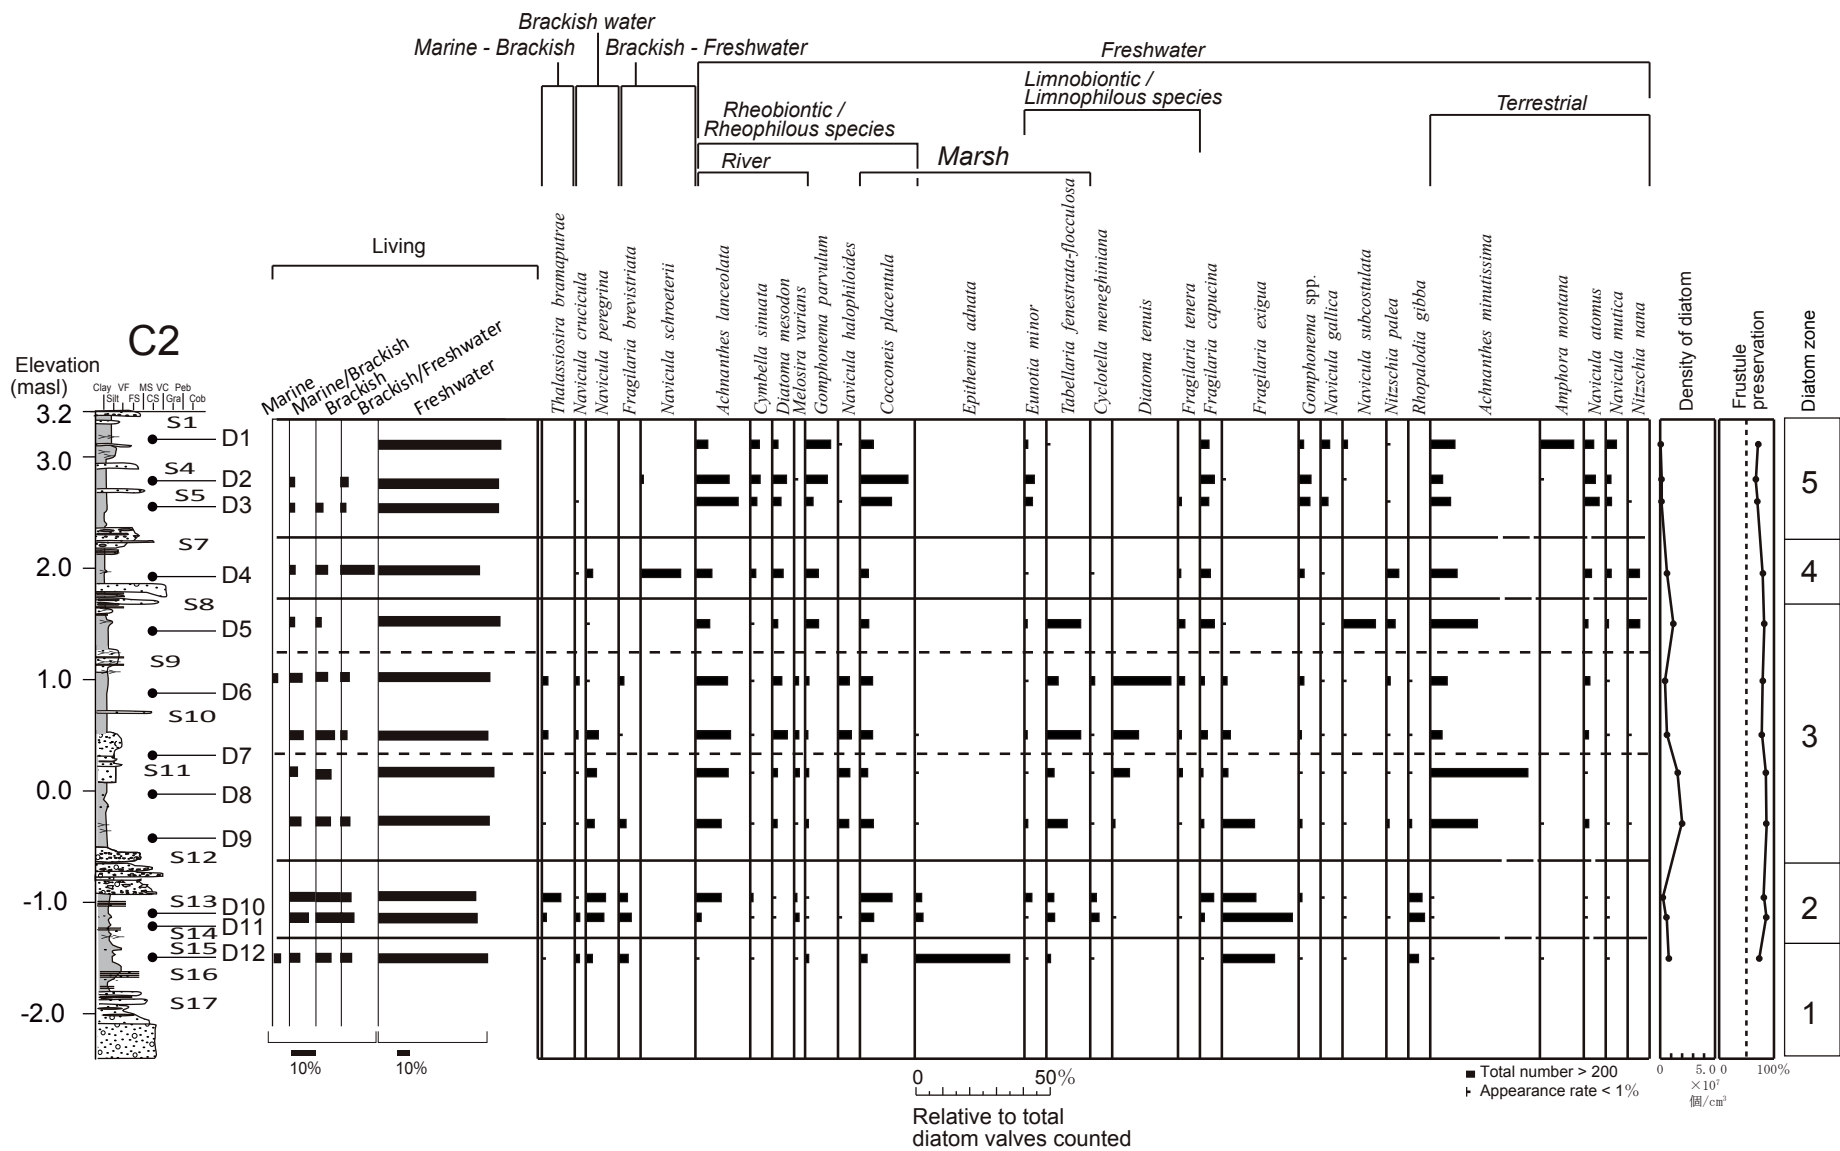 Brackish water
Marine - Brackish
Brackish - Freshwater
Freshwater
Limnobiontic /
Limnophilous species
Rheobiontic /
Rheophilous species
Terrestrial
River
Marsh
Living
C2
Elevation
(masl)
Clay VF MS VC Peb
Silt FS CS Gra Cob
Marine
Marine/Brackish
Brackish
Brackish/Freshwater
Freshwater
Thalassiosira bramaputrae
Navicula crucicula
Navicula peregrina
Fragilaria brevistriata
Navicula schroeterii
Achnanthes lanceolata
Cymbella sinuata
Diatoma mesodon
Melosira varians
Gomphonema parvulum
Navicula halophiloides
Cocconeis placentula
Epithemia adnata
Eunotia minor
Tabellaria fenestrata-flocculosa
Cyclotella meneghiniana
Diatoma tenuis
Fragilaria tenera
Fragilaria capucina
Fragilaria exigua
Gomphonemma spp.
Navicula gallica
Navicula subcostulata
Nitzschia palea
Rhopalodia gibba
Achnanthes minutissima
Amphora montana
Navicula atomus
Navicula mutica
Nitzschia nana
Density of diatom
Frustule
preservation
Diatom zone
3.2
S1
D1
3.0
S4
D2
S5
D3
5
S7
2.0
D4
4
S8
D5
S9
1.0
D6
S10
3
D7
S11
0.0
D8
D9
S12
-1.0
S13
D10
2
D11
S14
S15
D12
S16
S17
-2.0
1
10%
10%
0 50%
Relative to total
diatom valves counted
Total number > 200
Appearance rate < 1%
0 5.0
×10⁷
個/cm³
0 100%